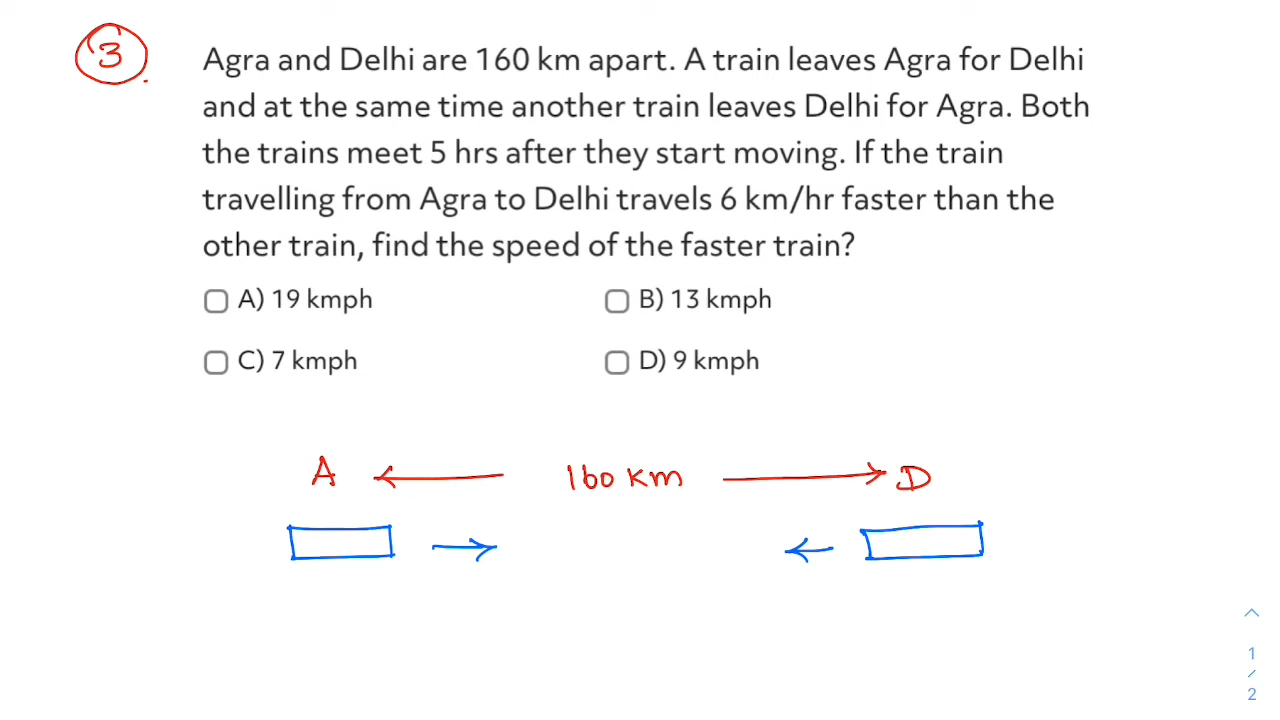 3
Agra and Delhi are 160 km apart. A train leaves Agra for Delhi
and at the same time another train leaves Delhi for Agra. Both
the trains meet 5 hrs after they start moving. If the train
travelling from Agra to Delhi travels 6 km/hr faster than the
other train, find the speed of the faster train?
A) 19 kmph B) 13 kmph
C) 7 kmph D) 9 kmph
A 160 km D
1
/
2